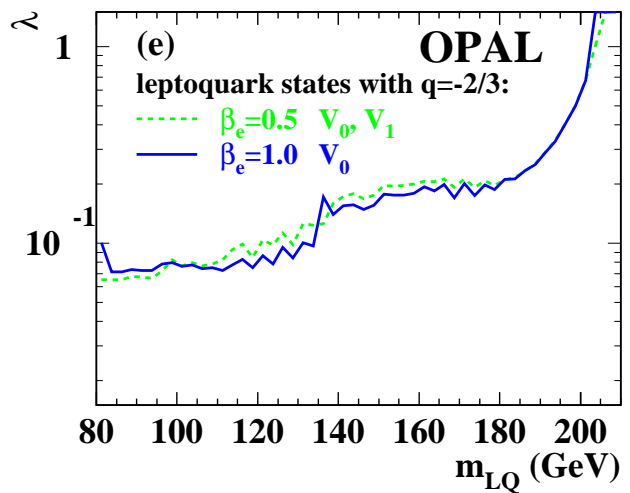 λ
(e) OPAL
1
leptoquark states with q=-2/3:
βe=0.5 V0, V1
βe=1.0 V0
10-1
80 100 120 140 160 180 200
mLQ (GeV)